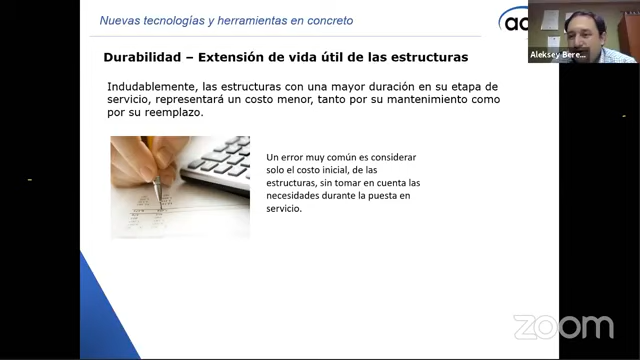 Nuevas tecnologías y herramientas en concreto
Durabilidad – Extensión de vida útil de las estructuras
Indudablemente, las estructuras con una mayor duración en su etapa de
servicio, representará un costo menor, tanto por su mantenimiento como
por su reemplazo.
Un error muy común es considerar
solo el costo inicial, de las
estructuras, sin tomar en cuenta las
necesidades durante la puesta en
servicio.
Aleksey Bere...
zoom